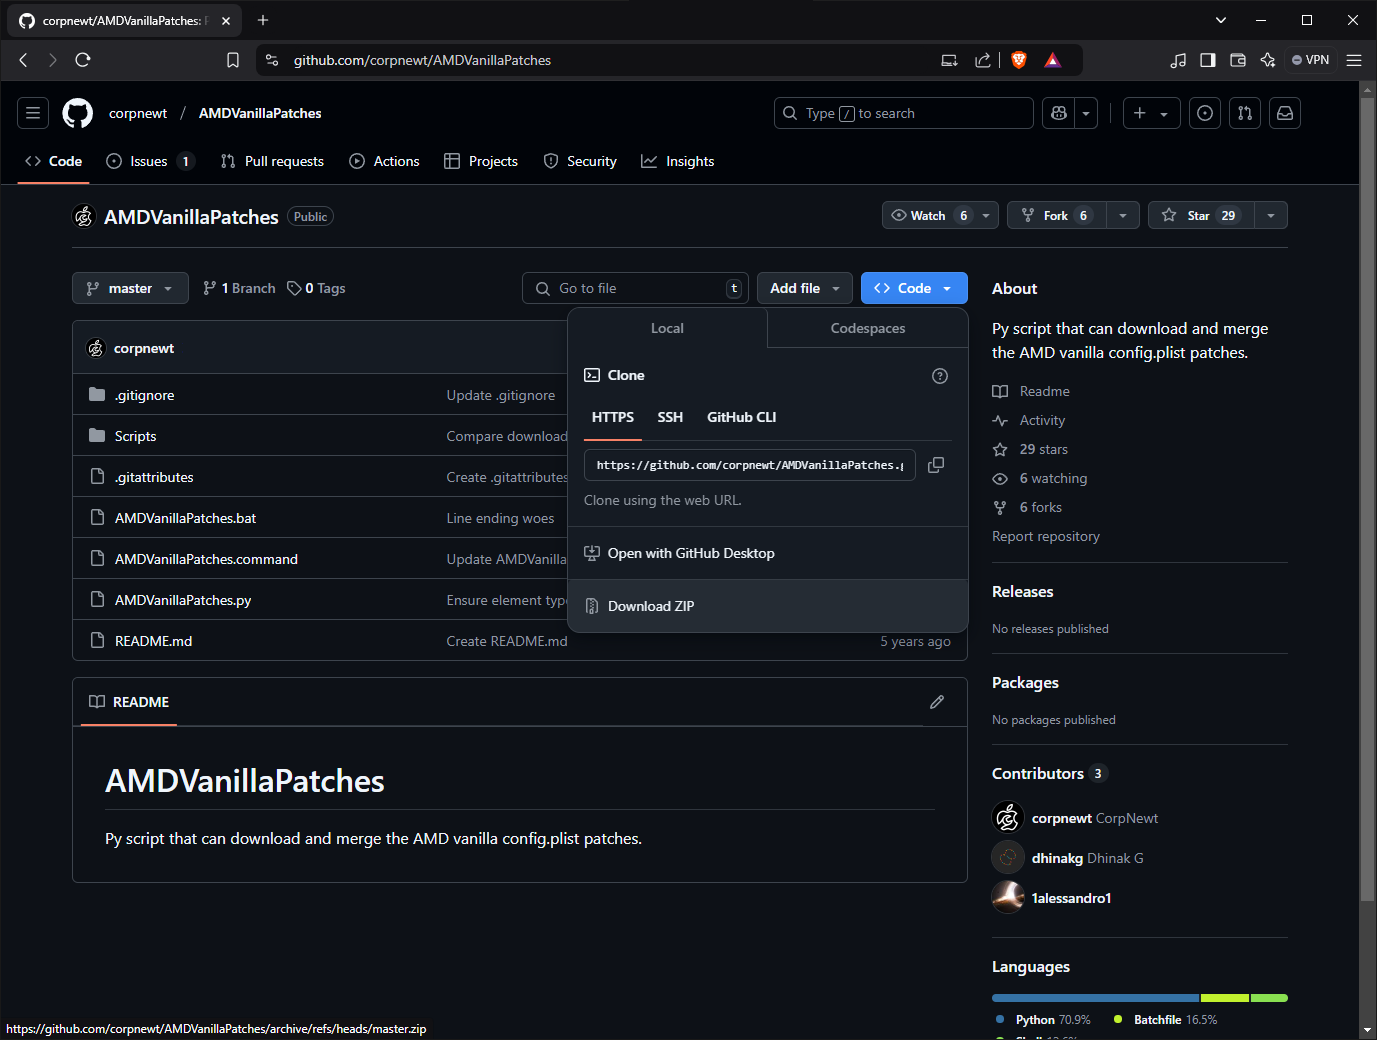 corpnewt/AMDVanillaPatches:
github.com/corpnewt/AMDVanillaPatches
VPN
corpnewt / AMDVanillaPatches
Type / to search
Code
Issues 1
Pull requests
Actions
Projects
Security
Insights
AMDVanillaPatches Public
Watch 6
Fork 6
Star 29
master
1 Branch
0 Tags
Go to file t
Add file
Code
Local
Codespaces
Clone
HTTPS
SSH
GitHub CLI
https://github.com/corpnewt/AMDVanillaPatches.g
Clone using the web URL.
Open with GitHub Desktop
Download ZIP
corpnewt
.gitignore Update .gitignore
Scripts Compare download
.gitattributes Create .gitattributes
AMDVanillaPatches.bat Line ending woes
AMDVanillaPatches.command Update AMDVanilla
AMDVanillaPatches.py Ensure element type
README.md Create README.md 5 years ago
README
AMDVanillaPatches
Py script that can download and merge the AMD vanilla config.plist patches.
About
Py script that can download and merge
the AMD vanilla config.plist patches.
Readme
Activity
29 stars
6 watching
6 forks
Report repository
Releases
No releases published
Packages
No packages published
Contributors 3
corpnewt CorpNewt
dhinakg Dhinak G
1alessandro1
Languages
Python 70.9%
Batchfile 16.5%
https://github.com/corpnewt/AMDVanillaPatches/archive/refs/heads/master.zip